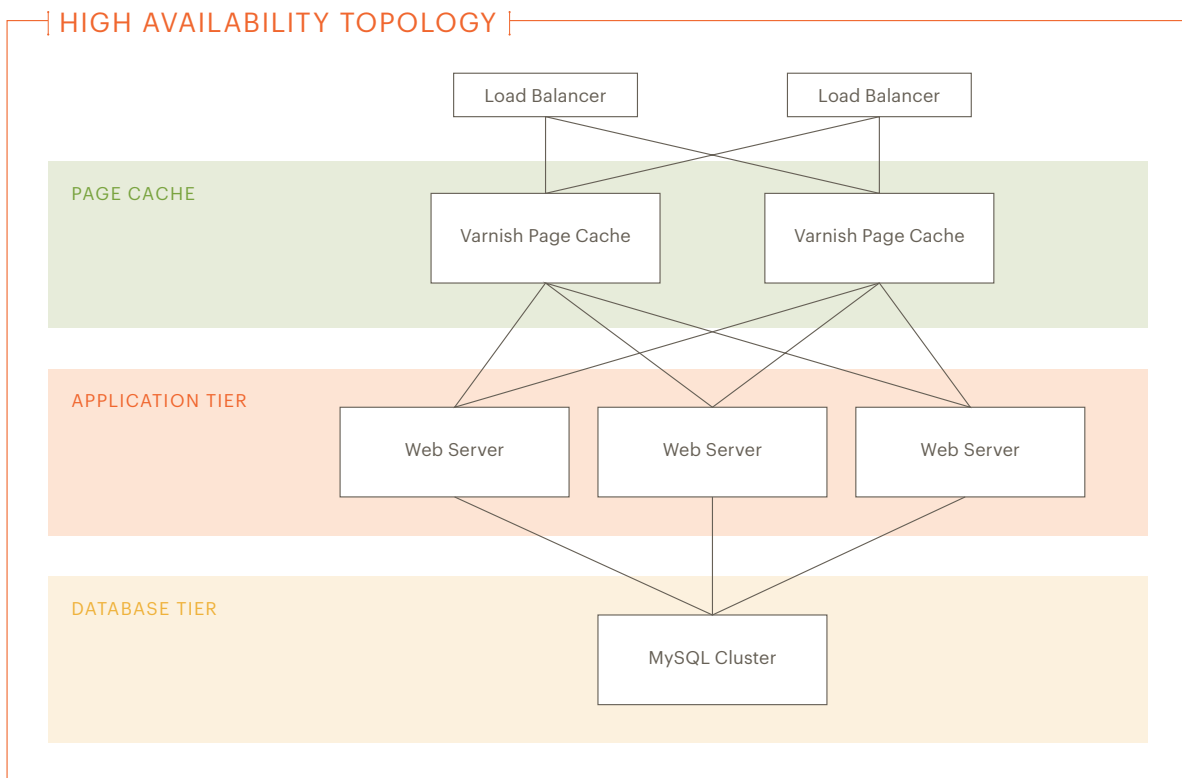 HIGH AVAILABILITY TOPOLOGY
Load Balancer
Load Balancer
PAGE CACHE
Varnish Page Cache
Varnish Page Cache
APPLICATION TIER
Web Server
Web Server
Web Server
DATABASE TIER
MySQL Cluster